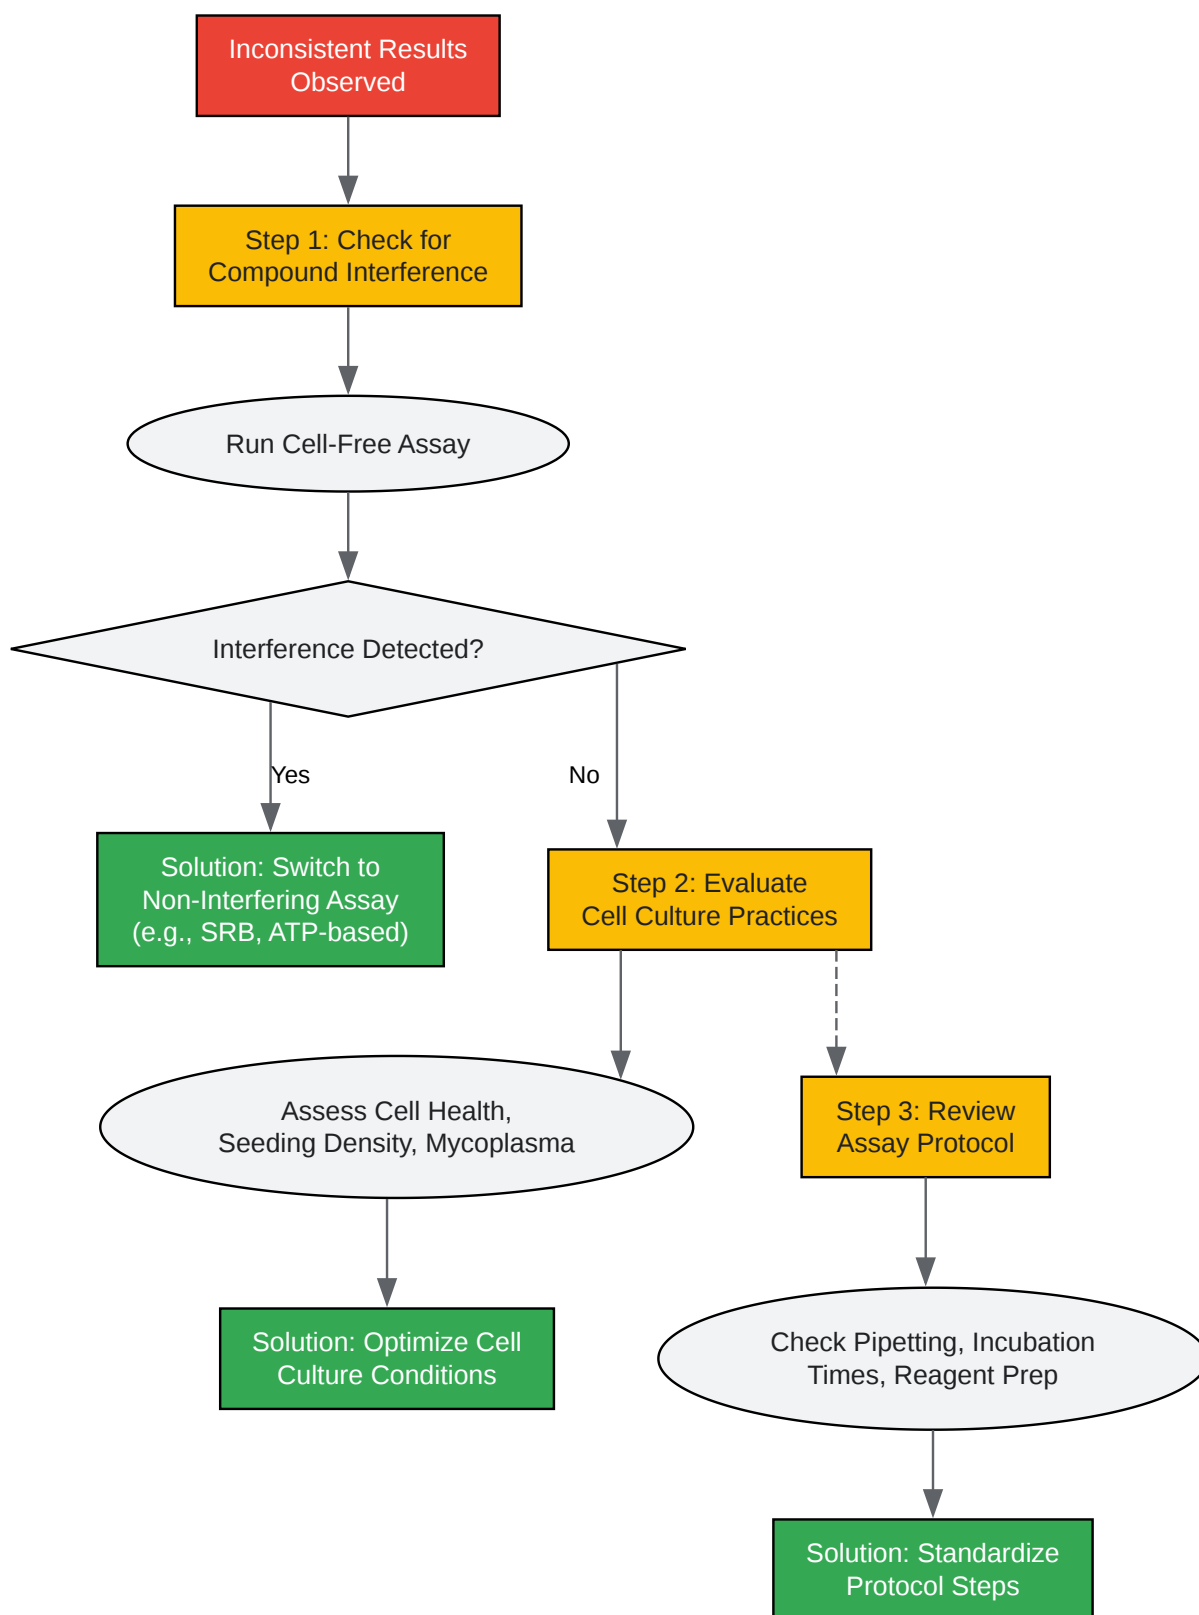 Inconsistent Results
Observed
Step 1: Check for
Compound Interference
Run Cell-Free Assay
Interference Detected?
Yes
No
Solution: Switch to
Non-Interfering Assay
(e.g., SRB, ATP-based)
Step 2: Evaluate
Cell Culture Practices
Assess Cell Health,
Seeding Density, Mycoplasma
Step 3: Review
Assay Protocol
Solution: Optimize Cell
Culture Conditions
Check Pipetting, Incubation
Times, Reagent Prep
Solution: Standardize
Protocol Steps